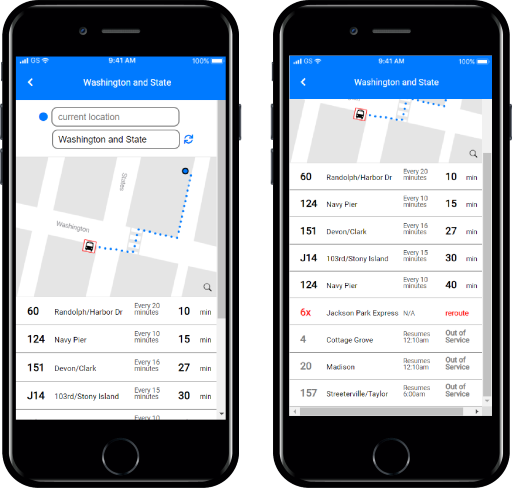 GS 9:41 AM 100%
Washington and State
current location
Washington and State
States
Washington
60 Randolph/Harbor Dr Every 20 minutes 10 min
124 Navy Pier Every 10 minutes 15 min
151 Devon/Clark Every 16 minutes 27 min
J14 103rd/Stony Island Every 15 minutes 30 min
Every 10
GS 9:41 AM 100%
Washington and State
60 Randolph/Harbor Dr Every 20 minutes 10 min
124 Navy Pier Every 10 minutes 15 min
151 Devon/Clark Every 16 minutes 27 min
J14 103rd/Stony Island Every 15 minutes 30 min
124 Navy Pier Every 10 minutes 40 min
6x Jackson Park Express N/A reroute
4 Cottage Grove Resumes 12:10am Out of Service
20 Madison Resumes 12:10am Out of Service
157 Streeterville/Taylor Resumes 6:00am Out of Service